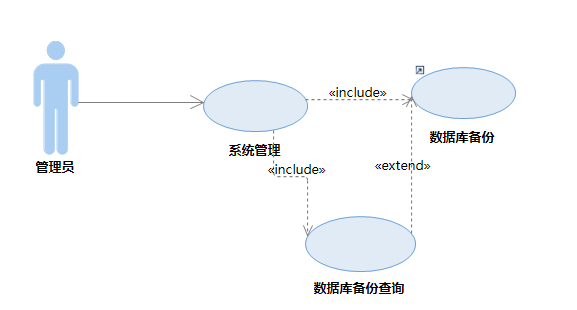 «include»
数据库备份
管理员
系统管理
«include»
«extend»
数据库备份查询